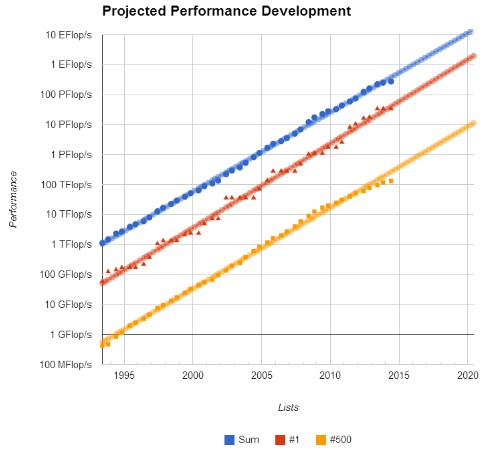 Projected Performance Development
10 EFlop/s
1 EFlop/s
100 PFlop/s
10 PFlop/s
1 PFlop/s
100 TFlop/s
10 TFlop/s
1 TFlop/s
100 GFlop/s
10 GFlop/s
1 GFlop/s
100 MFlop/s
Performance
1995 2000 2005 2010 2015 2020
Lists
Sum #1 #500